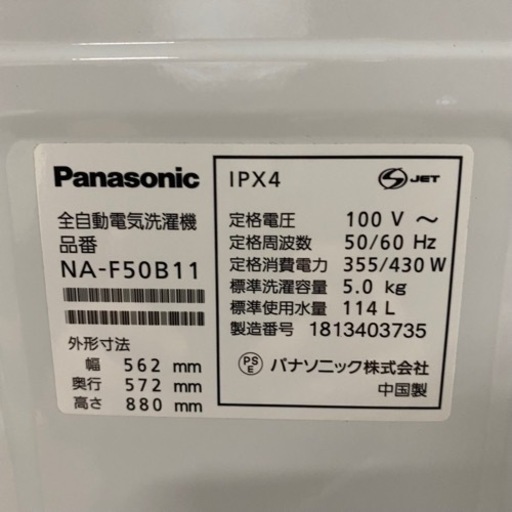 Panasonic
全自動電気洗濯機
品番
NA-F50B11
外形寸法
幅 562 mm
奥行 572 mm
高さ 880 mm
IPX4
JET
定格電圧 100 V ～
定格周波数 50/60 Hz
定格消費電力 355/430 W
標準洗濯容量 5.0 kg
標準使用水量 114 L
製造番号 1813403735
PS
E
パナソニック株式会社
中国製